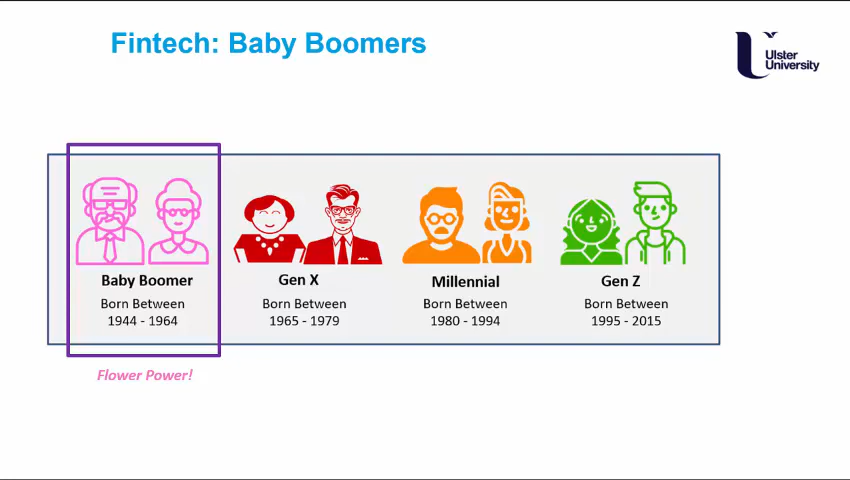 Fintech: Baby Boomers
Ulster
University
Baby Boomer
Born Between
1944 - 1964
Gen X
Born Between
1965 - 1979
Millennial
Born Between
1980 - 1994
Gen Z
Born Between
1995 - 2015
Flower Power!